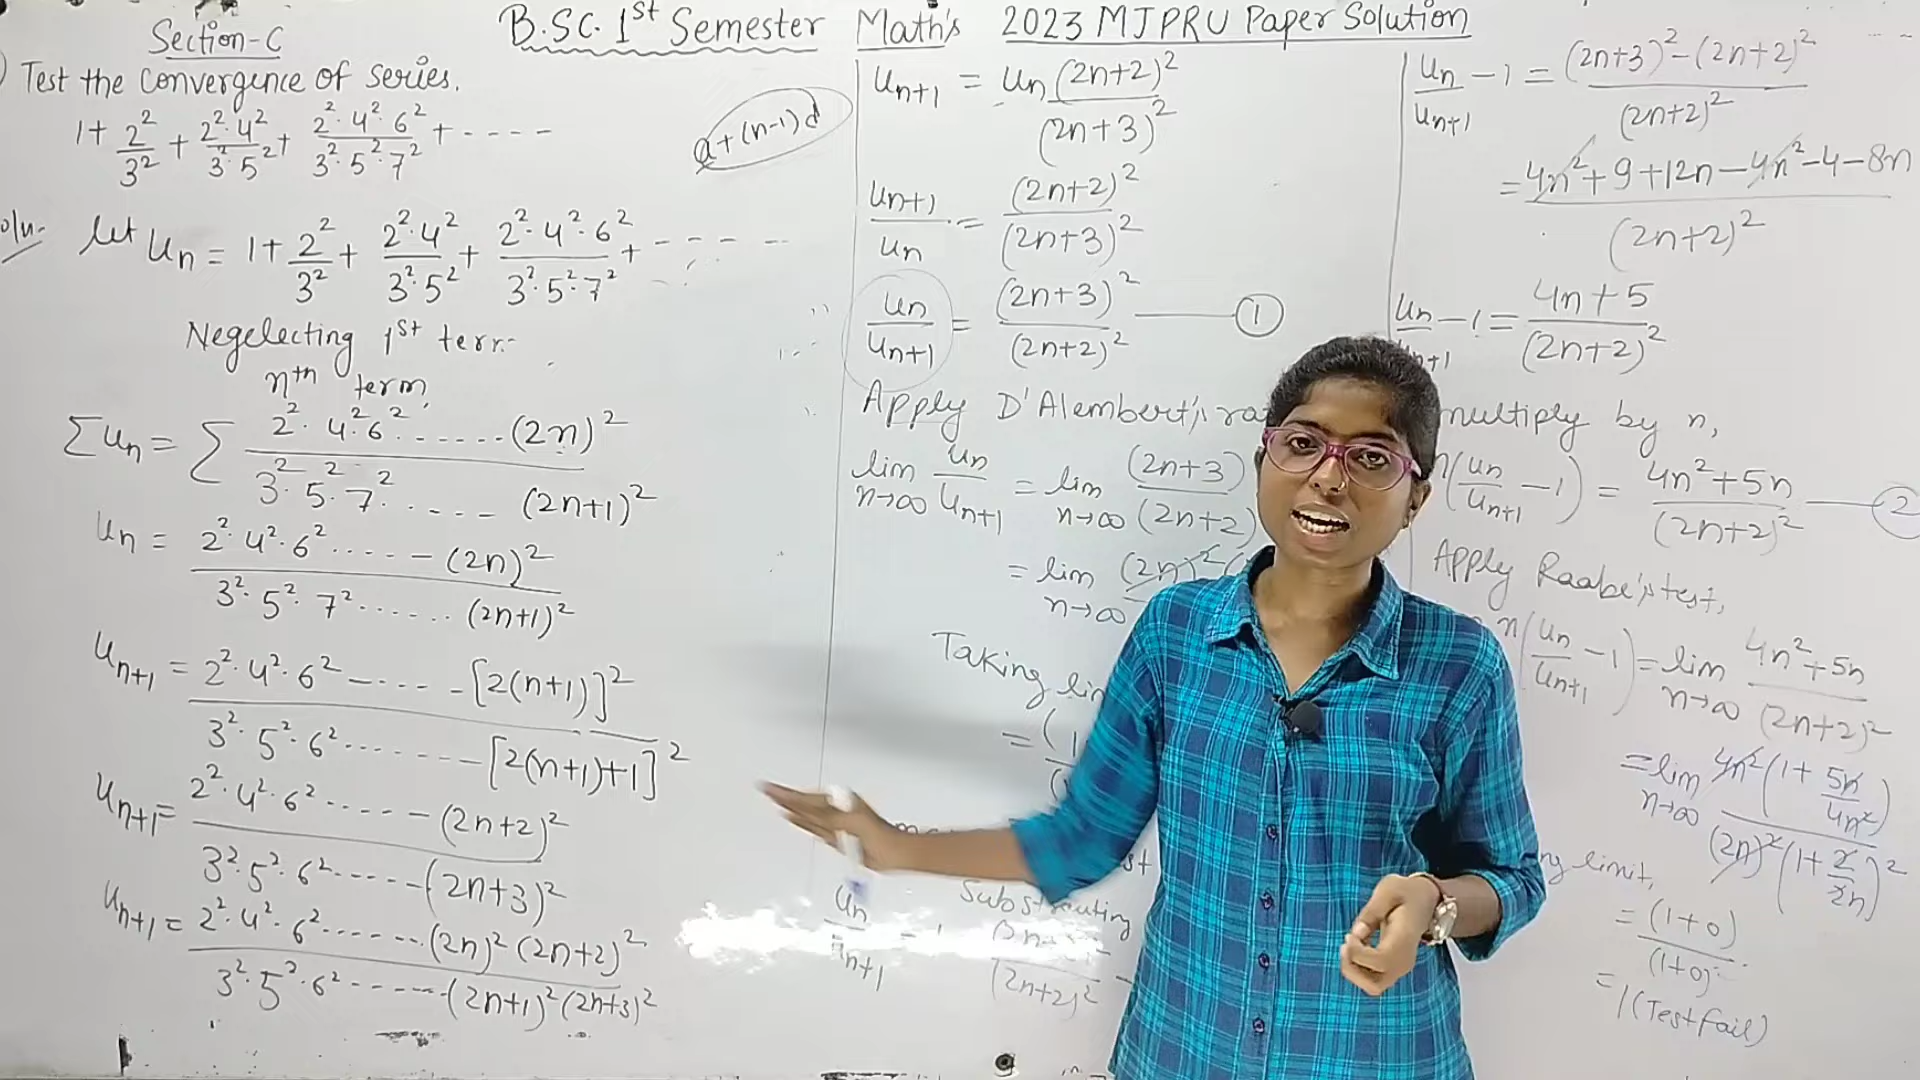 B.SC. 1st Semester Math's 2023 MJPRU Paper Solution
Section-C
Test the convergence of series.
1+ 2²/3² + 2²·4²/3²·5² + 2²·4²·6²/3²·5²·7² + ----
let un = 1+ 2²/3² + 2²·4²/3²·5² + 2²·4²·6²/3²·5²·7² + ----
Negelecting 1st term
nth term
Σun = Σ 2²·4²·6²......(2n)² / 3²·5²·7²......(2n+1)²
un = 2²·4²·6².....(2n)² / 3²·5²·7²......(2n+1)²
un+1 = 2²·4²·6²-----[2(n+1)]² / 3²·5²·6²......[2(n+1)+1]²
un+1 = 2²·4²·6²......(2n+2)² / 3²·5²·6²......(2n+3)²
un+1 = 2²·4²·6²......(2n)²(2n+2)² / 3²·5²·6²......(2n+1)²(2n+3)²
a+(n-1)d
un+1 = un(2n+2)² / (2n+3)²
un+1/un = (2n+2)² / (2n+3)²
un/un+1 = (2n+3)² / (2n+2)² —— ①
Apply D'Alembert's
lim n→∞ un/un+1 = lim n→∞ (2n+3) / (2n+2)
= lim n→∞ (2n)²
Taking
= (1
Substituting
un/un+1 - 1
(2n+2)²
un/un+1 -1 = (2n+3)²-(2n+2)² / (2n+2)²
= 4n²+9+12n-4n²-4-8n / (2n+2)²
un/un+1 -1 = 4n+5 / (2n+2)²
multiply by n,
n(un/un+1 -1) = 4n²+5n / (2n+2)² —— ②
Apply Raabe's test,
n(un/un+1 -1) = lim n→∞ 4n²+5n / (2n+2)²
= lim n→∞ 4n²(1+ 5n/4n²) / (2n)²(1+ 2/2n)²
limit,
= (1+0) / (1+0)
= 1 (Test fail)